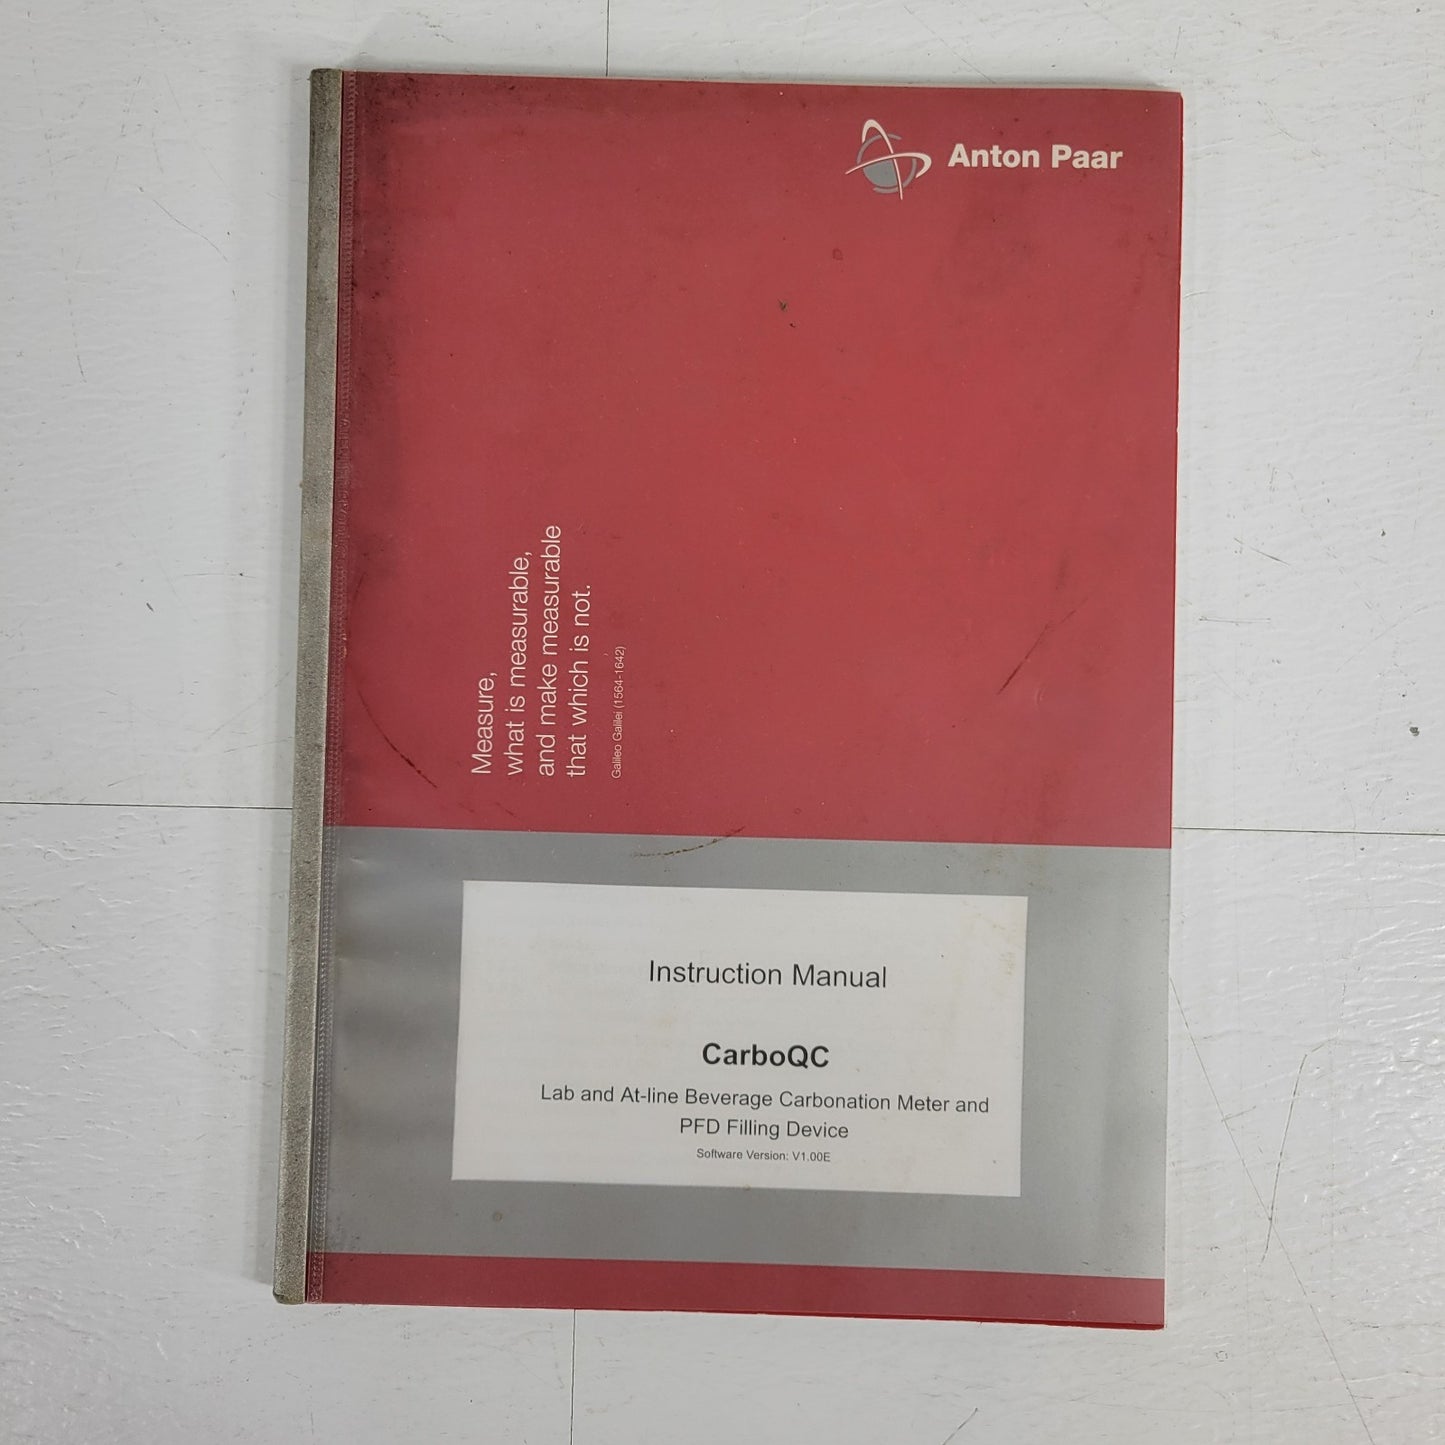 Anton Paar
Measure,
what is measurable,
and make measurable
that which is not.
Galileo Galilei (1564-1642)
Instruction Manual
CarboQC
Lab and At-line Beverage Carbonation Meter and
PFD Filling Device
Software Version: V1.00E